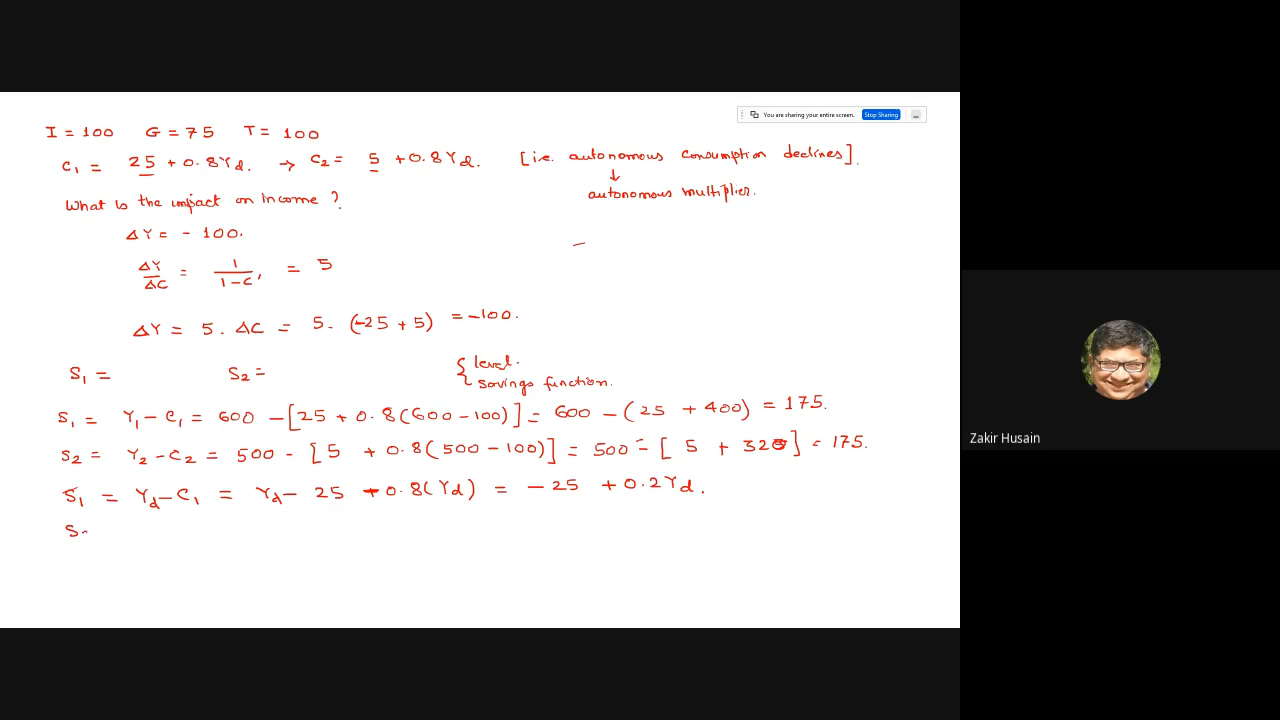 You are sharing your entire screen. Stop Sharing
I = 100 G = 75 T = 100
C₁ = 25 + 0.8Yd. → C₂ = 5 + 0.8Yd. [i.e. autonomous consumption declines].
↓
autonomous multiplier.
What is the impact on income ?
ΔY = - 100.
ΔY/ΔC = 1/(1-C') = 5
ΔY = 5. ΔC = 5. (-25 + 5) = -100.
S₁ = S₂ = { level.
savings function.
S₁ = Y₁ - C₁ = 600 - [25 + 0.8(600-100)] = 600 - (25 + 400) = 175.
S₂ = Y₂ - C₂ = 500 - [5 + 0.8(500-100)] = 500 - [5 + 320] = 175.
S₁ = Yd - C₁ = Yd - 25 - 0.8(Yd) = -25 + 0.2Yd.
S
Zakir Husain